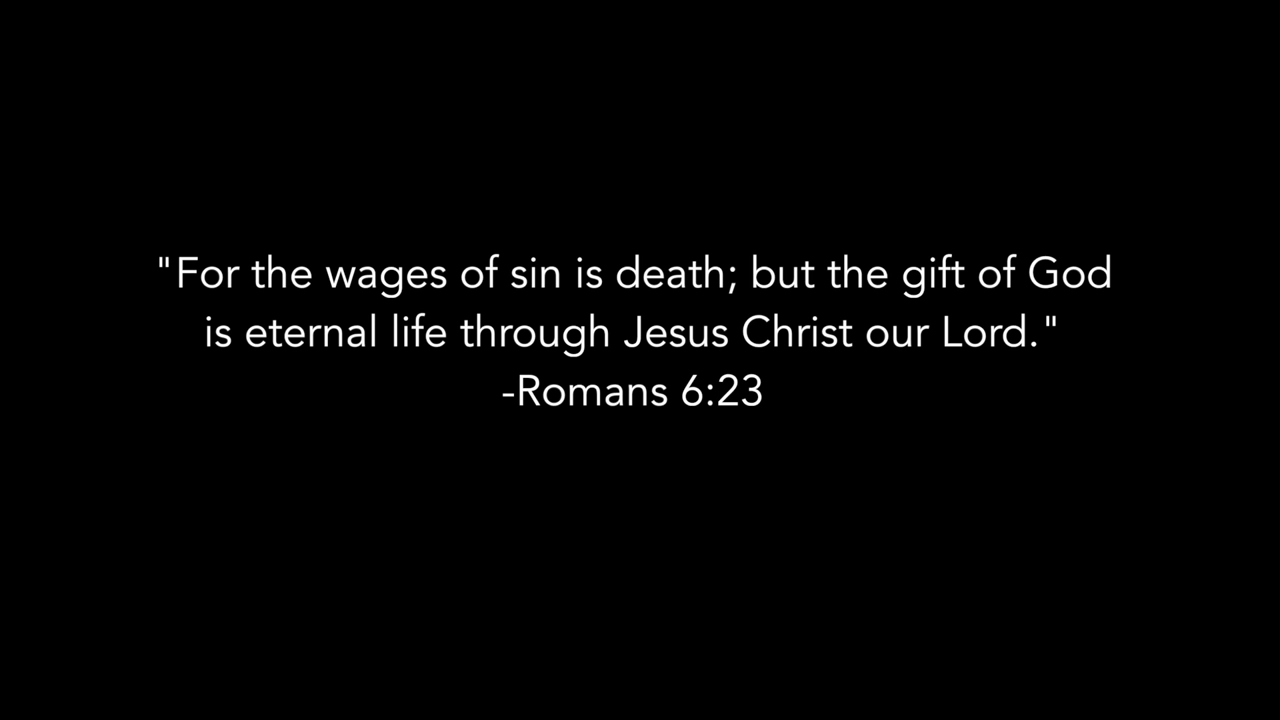 "For the wages of sin is death; but the gift of God
is eternal life through Jesus Christ our Lord."
-Romans 6:23